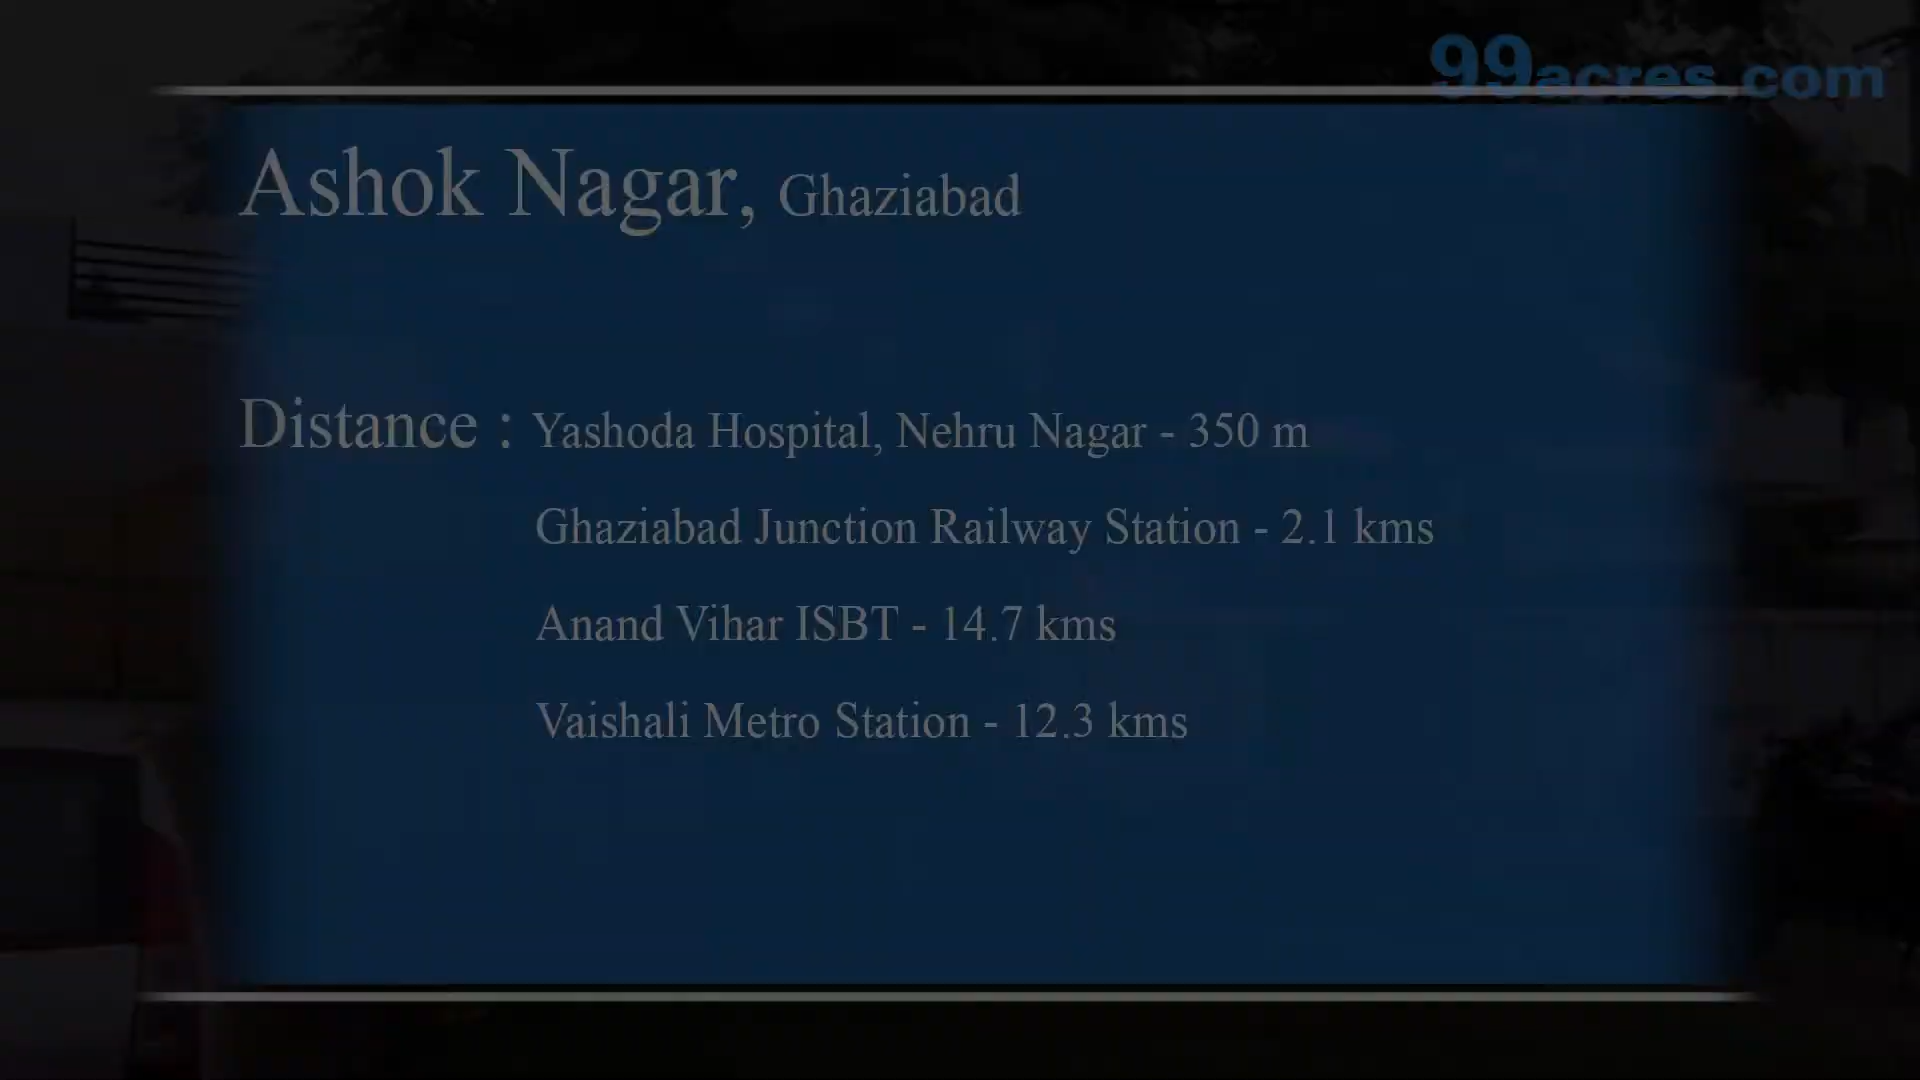 99acres.com
Ashok Nagar, Ghaziabad
Distance : Yashoda Hospital, Nehru Nagar - 350 m
Ghaziabad Junction Railway Station - 2.1 kms
Anand Vihar ISBT - 14.7 kms
Vaishali Metro Station - 12.3 kms